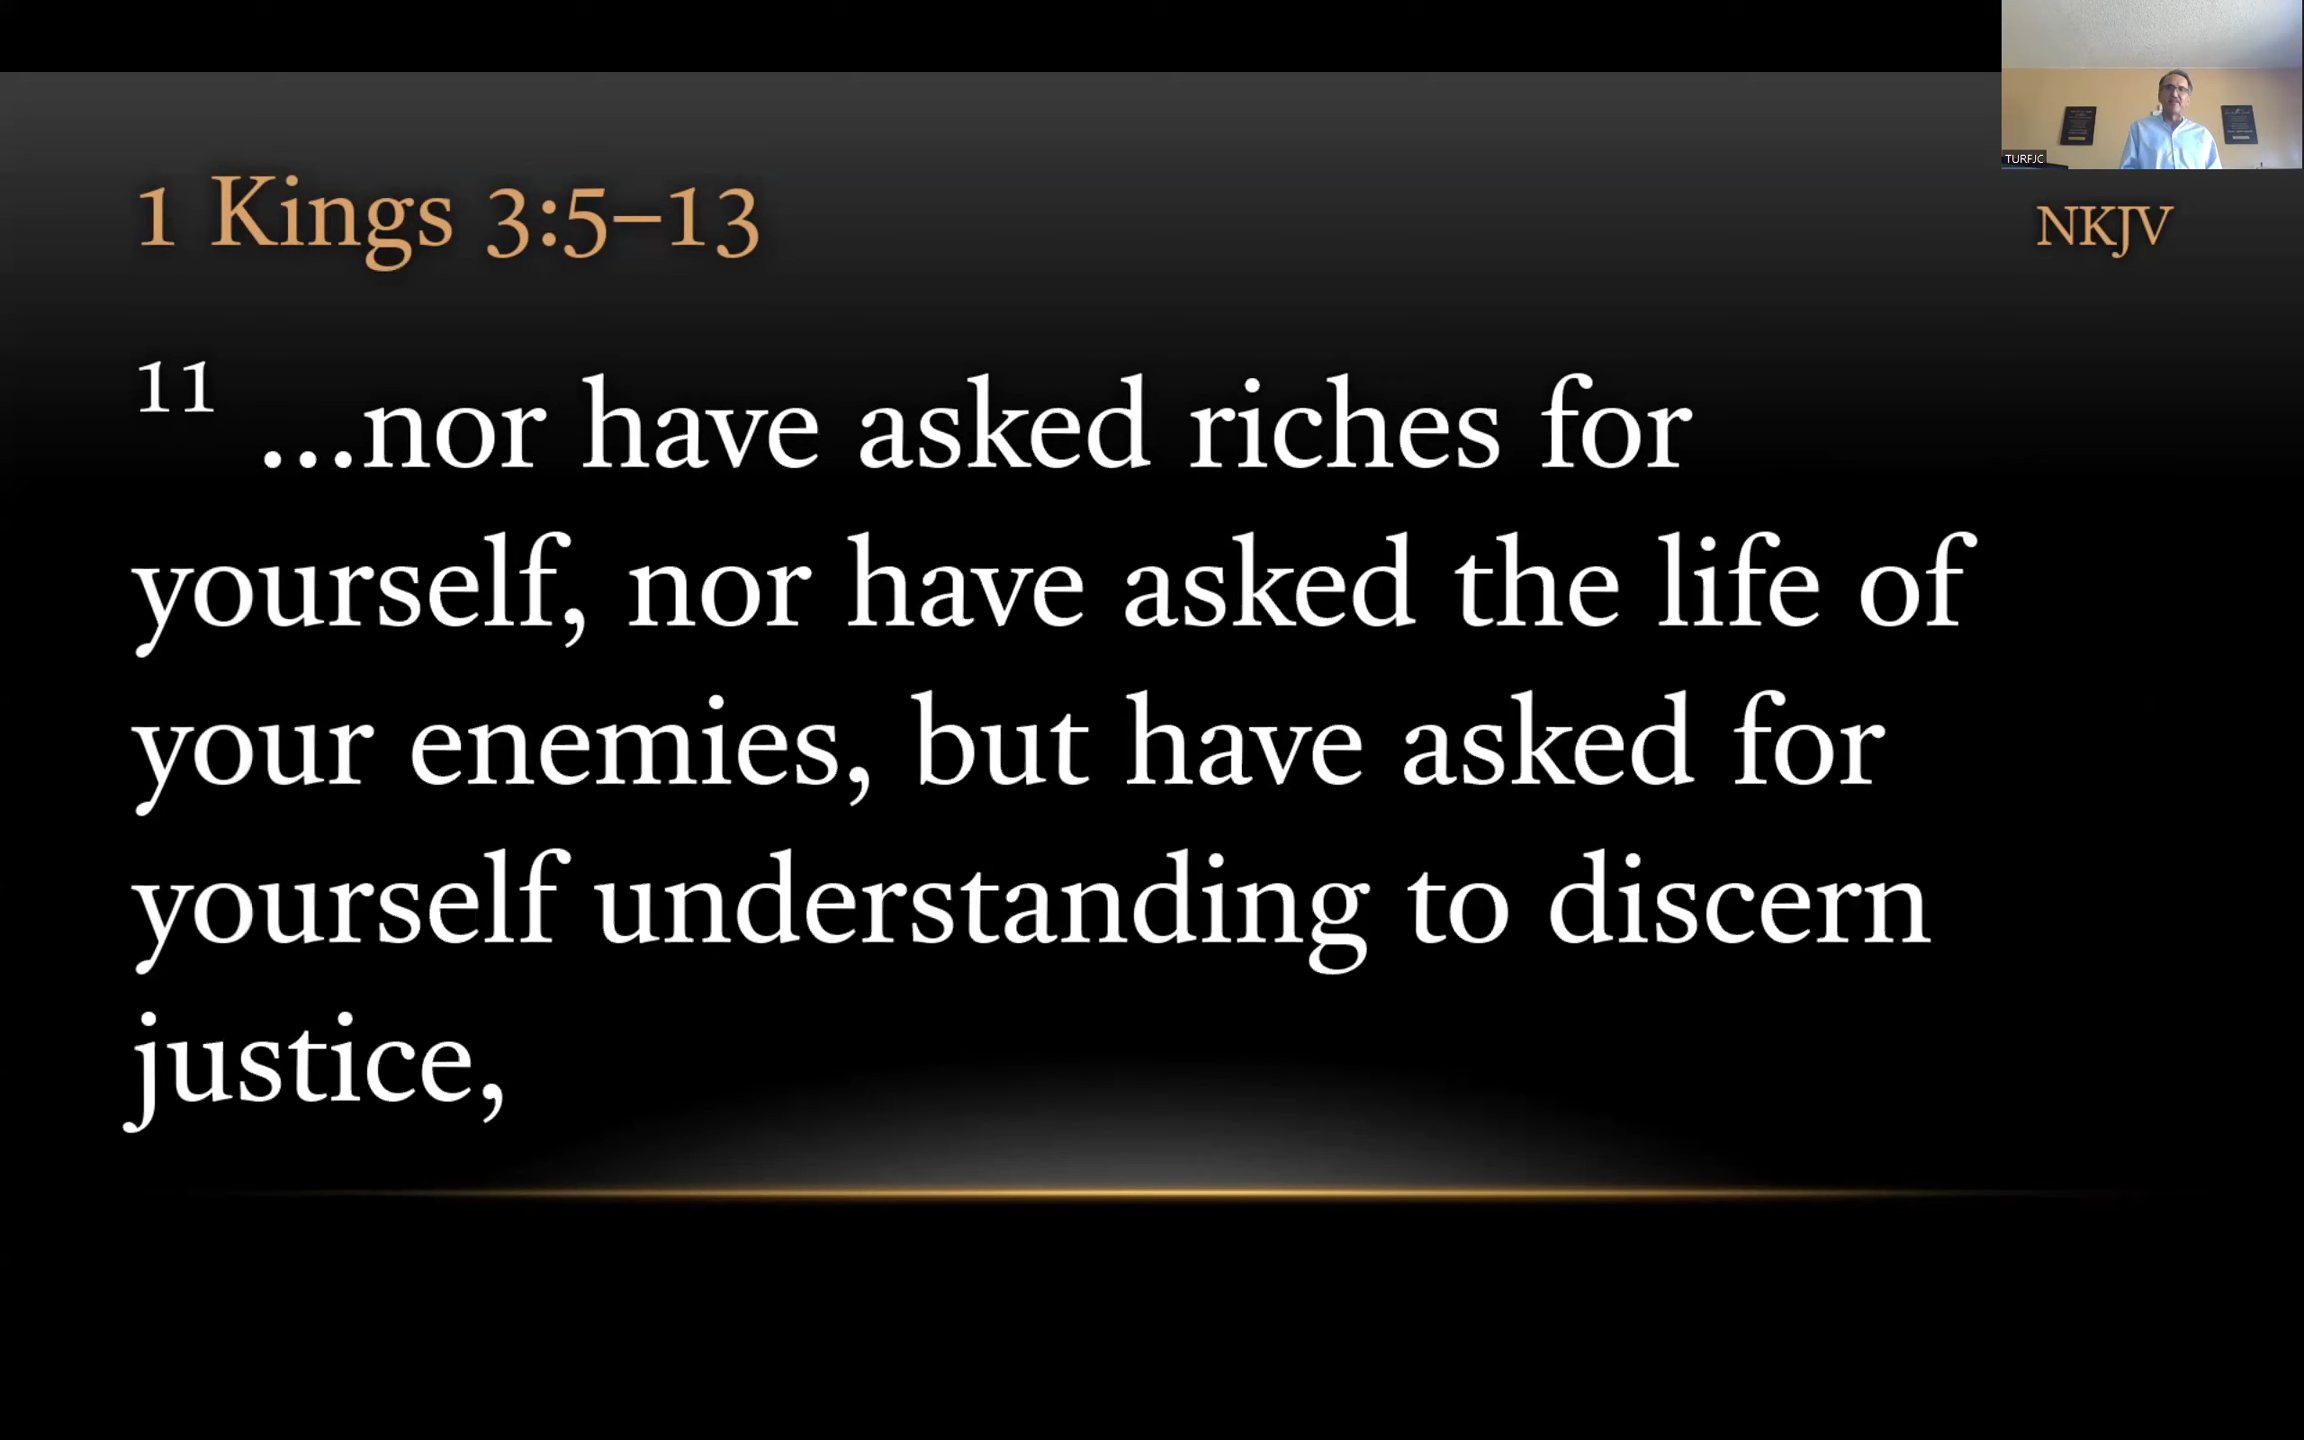 TURFJC
1 Kings 3:5–13
NKJV
11 ...nor have asked riches for
yourself, nor have asked the life of
your enemies, but have asked for
yourself understanding to discern
justice,